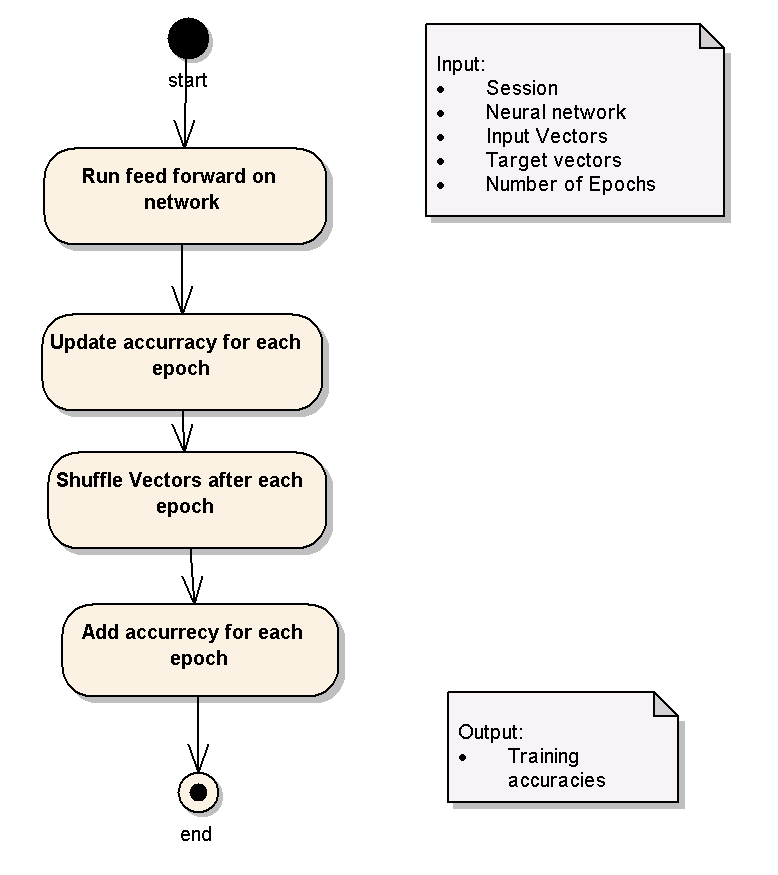 start
Run feed forward on
network
Update accurracy for each
epoch
Shuffle Vectors after each
epoch
Add accurrecy for each
epoch
end
Input:
• Session
• Neural network
• Input Vectors
• Target vectors
• Number of Epochs
Output:
• Training
accuracies